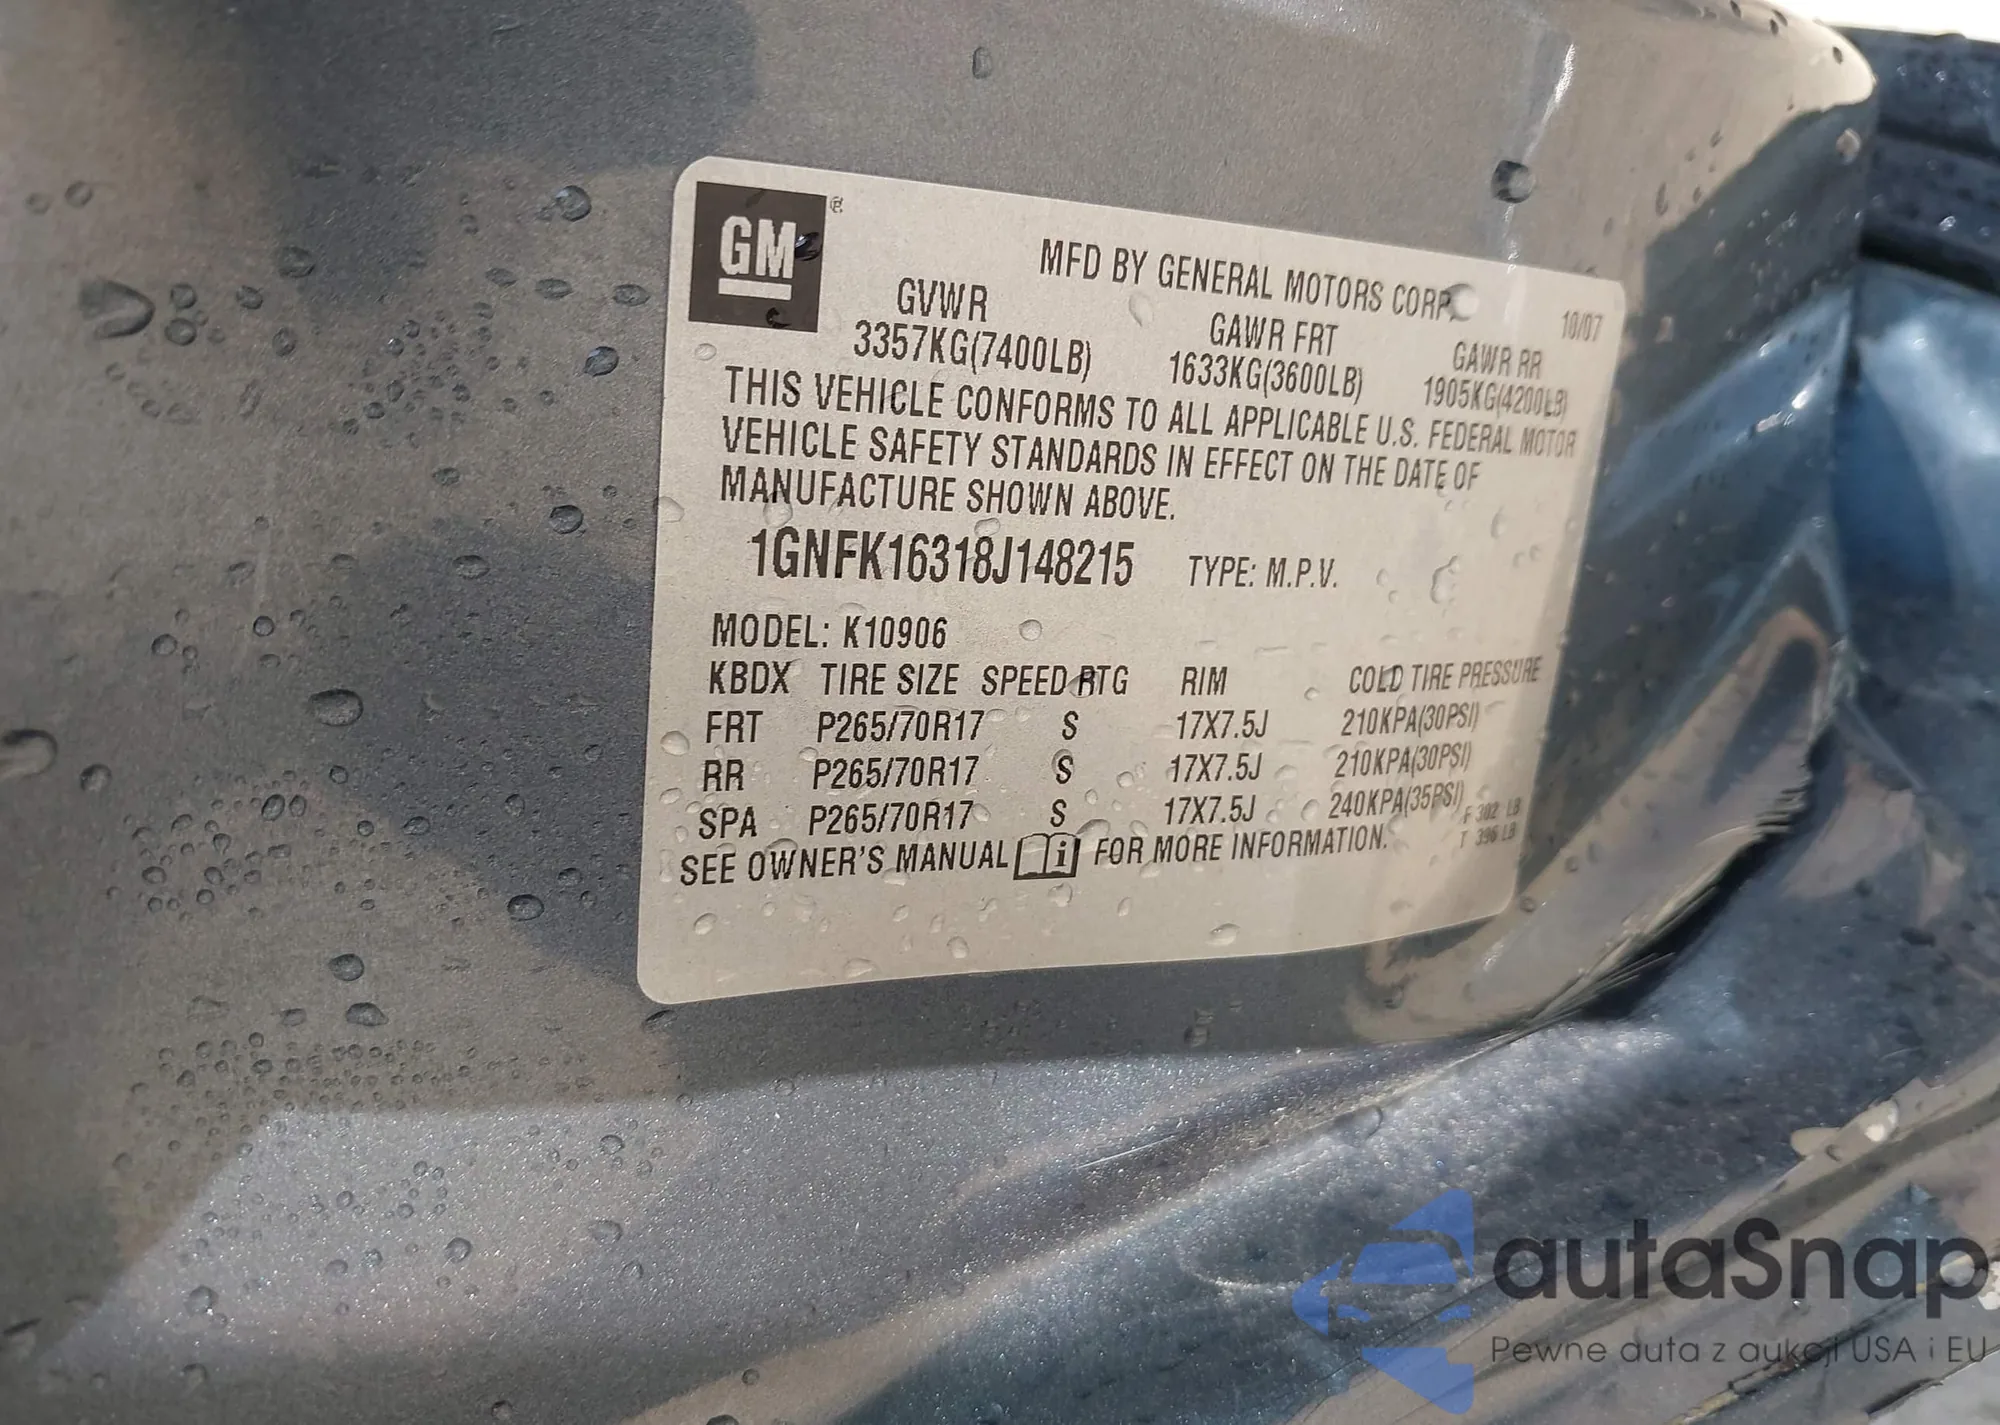 GM
MFD BY GENERAL MOTORS CORP.
10/07
GVWR GAWR FRT GAWR RR
3357KG(7400LB) 1633KG(3600LB) 1905KG(4200LB)
THIS VEHICLE CONFORMS TO ALL APPLICABLE U.S. FEDERAL MOTOR
VEHICLE SAFETY STANDARDS IN EFFECT ON THE DATE OF
MANUFACTURE SHOWN ABOVE.
1GNFK16318J148215 TYPE: M.P.V.
MODEL: K10906
KBDX TIRE SIZE SPEED RTG RIM COLD TIRE PRESSURE
FRT P265/70R17 S 17X7.5J 210KPA(30PSI)
RR P265/70R17 S 17X7.5J 210KPA(30PSI)
SPA P265/70R17 S 17X7.5J 240KPA(35PSI)
F 302 LB
T 396 LB
SEE OWNER'S MANUAL i FOR MORE INFORMATION.
autaSnap
Pewne auta z aukcji USA i EU